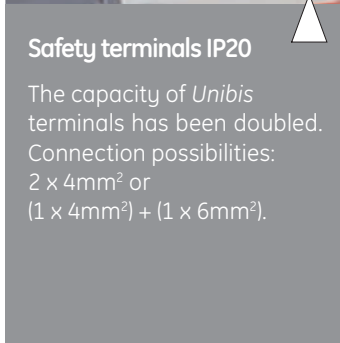 Safety terminals IP20
The capacity of Unibis
terminals has been doubled.
Connection possibilities:
2 x 4mm² or
(1 x 4mm²) + (1 x 6mm²).